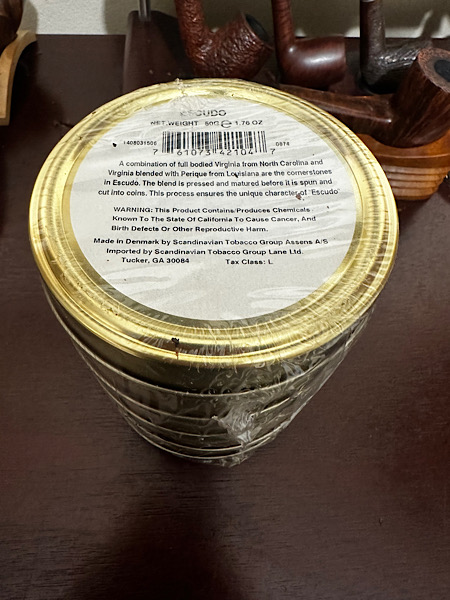 ESCUDO
NET WEIGHT 50G ℮ 1.76 OZ
1408031506 0874
7 61073 42104 7
A combination of full bodied Virginia from North Carolina and
Virginia blended with Perique from Louisiana are the cornerstones
in Escudo. The blend is pressed and matured before it is spun and
cut into coins. This process ensures the unique character of 'Escudo'
WARNING: This Product Contains/Produces Chemicals
Known To The State Of California To Cause Cancer, And
Birth Defects Or Other Reproductive Harm.
Made in Denmark by Scandinavian Tobacco Group Assens A/S
Imported by Scandinavian Tobacco Group Lane Ltd.
Tucker, GA 30084 Tax Class: L